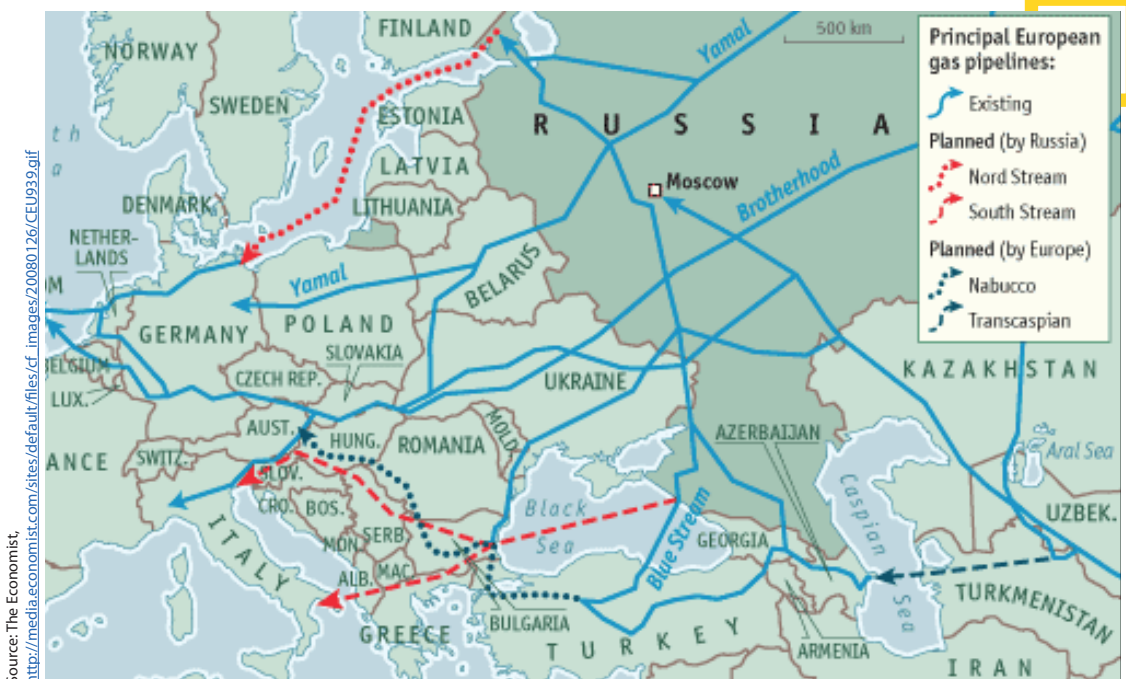 Source: The Economist,
http://media.economist.com/sites/default/files/cf_images/20080126/CEU939.gif
FINLAND
NORWAY
SWEDEN
ESTONIA
LATVIA
LITHUANIA
DENMARK
NETHER-
LANDS
th
a
OM
Yamal
500 km
RUSSIA
Moscow
Brotherhood
Principal European
gas pipelines:
Existing
Planned (by Russia)
Nord Stream
South Stream
Planned (by Europe)
Nabucco
Transcaspian
Yamal
BELARUS
GERMANY
POLAND
SLOVAKIA
BELGIUM
LUX.
CZECH REP.
UKRAINE
KAZAKHSTAN
AUST.
HUNG.
ROMANIA
MOLD.
AZERBAIJAN
Aral Sea
ANCE
SWITZ.
SLOV.
CRO.
BOS.
Black
Sea
Blue Stream
GEORGIA
Caspian
Sea
UZBEK.
ITALY
MON.
SERB.
ALB.
MAC.
BULGARIA
GREECE
TURKEY
ARMENIA
TURKMENISTAN
IRAN